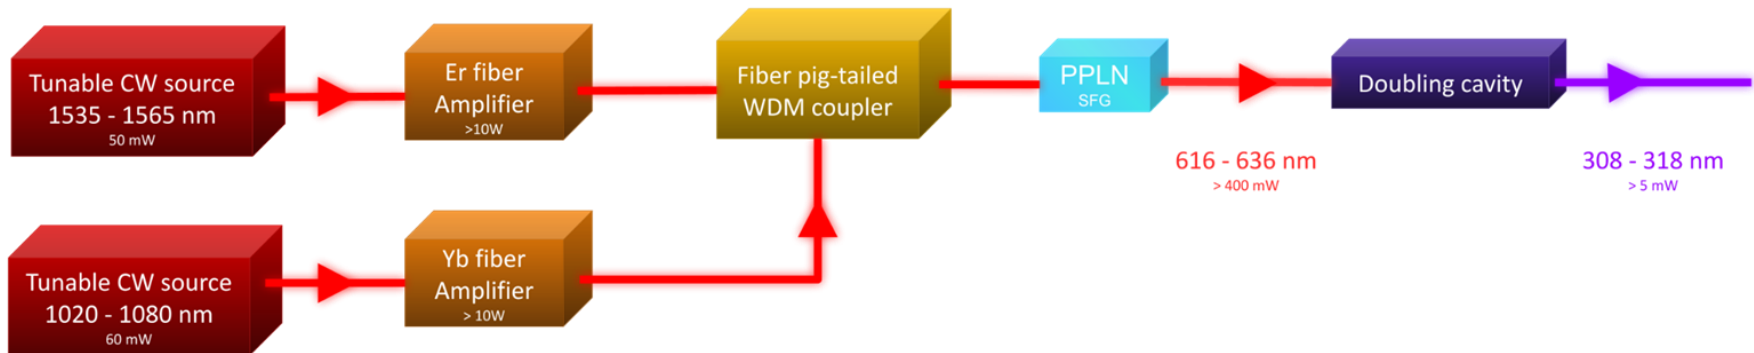 Tunable CW source
1535 - 1565 nm
50 mW
Er fiber
Amplifier
>10W
Fiber pig-tailed
WDM coupler
PPLN
SFG
Doubling cavity
616 - 636 nm
> 400 mW
308 - 318 nm
> 5 mW
Tunable CW source
1020 - 1080 nm
60 mW
Yb fiber
Amplifier
> 10W